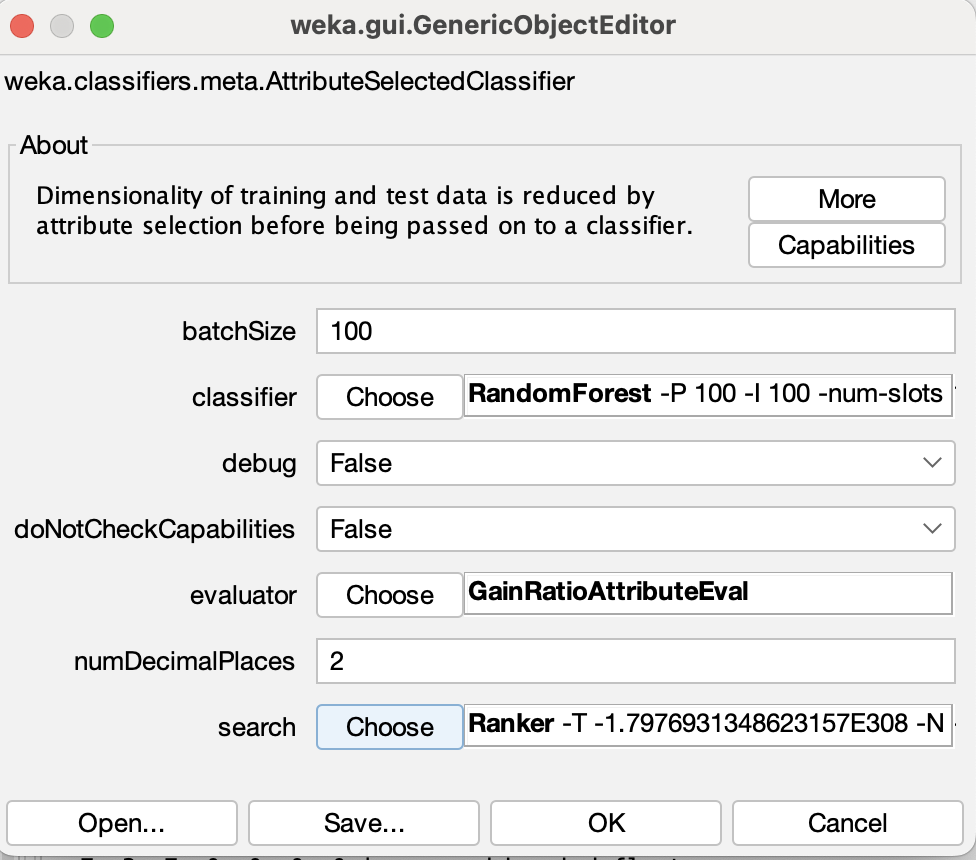 weka.gui.GenericObjectEditor
weka.classifiers.meta.AttributeSelectedClassifier
About
Dimensionality of training and test data is reduced by
attribute selection before being passed on to a classifier.
More
Capabilities
batchSize 100
classifier Choose RandomForest -P 100 -I 100 -num-slots
debug False
doNotCheckCapabilities False
evaluator Choose GainRatioAttributeEval
numDecimalPlaces 2
search Choose Ranker -T -1.7976931348623157E308 -N
Open... Save... OK Cancel